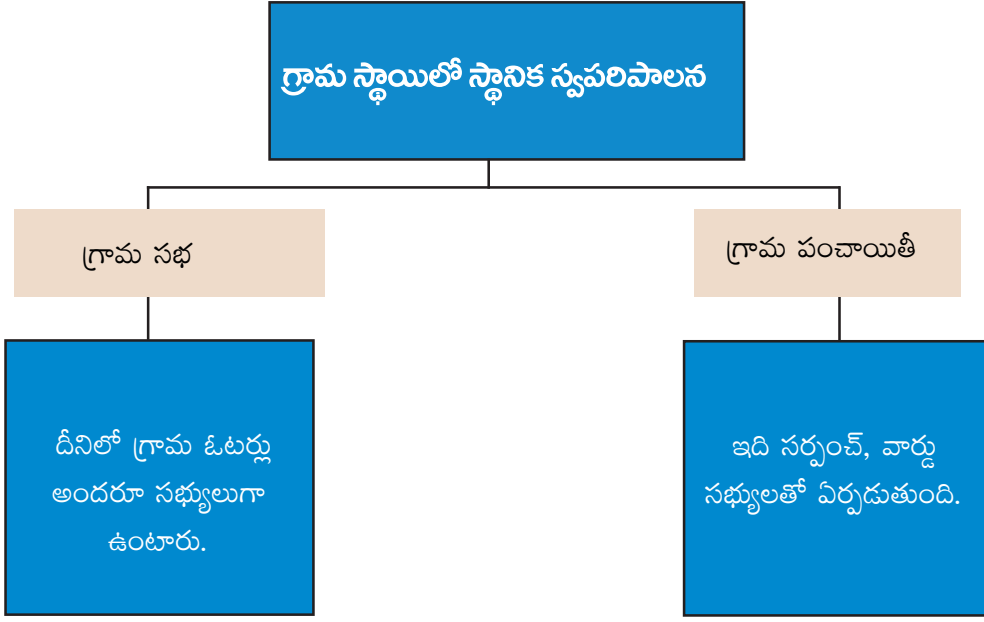 గ్రామ స్థాయిలో స్థానిక స్వపరిపాలన
గ్రామ సభ
గ్రామ పంచాయితీ
దీనిలో గ్రామ ఓటర్లు
అందరూ సభ్యులుగా
ఉంటారు.
ఇది సర్పంచ్, వార్డు
సభ్యులతో ఏర్పడుతుంది.